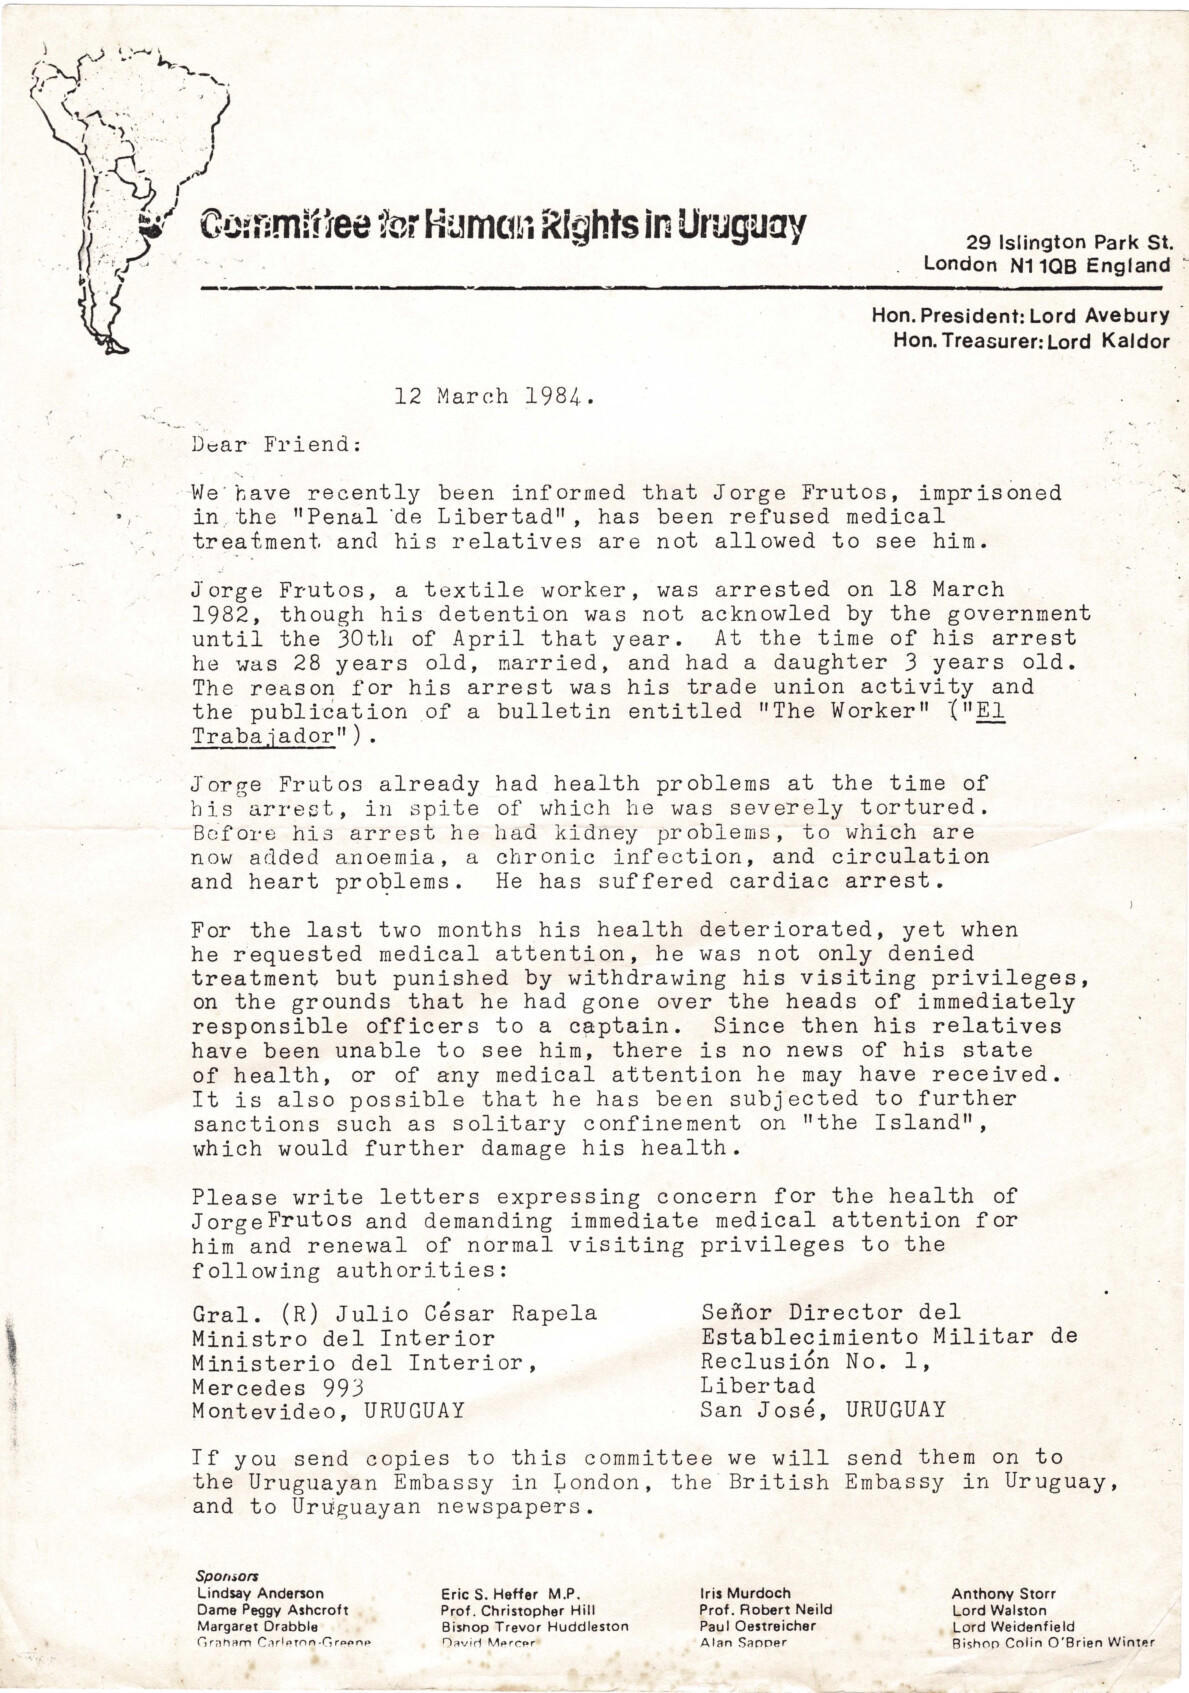 Committee for Human Rights in Uruguay
29 Islington Park St.
London N1 1QB England
Hon. President: Lord Avebury
Hon. Treasurer: Lord Kaldor
12 March 1984.
Dear Friend:
We have recently been informed that Jorge Frutos, imprisoned
in the "Penal de Libertad", has been refused medical
treatment and his relatives are not allowed to see him.
Jorge Frutos, a textile worker, was arrested on 18 March
1982, though his detention was not acknowled by the government
until the 30th of April that year. At the time of his arrest
he was 28 years old, married, and had a daughter 3 years old.
The reason for his arrest was his trade union activity and
the publication of a bulletin entitled "The Worker" ("El
Trabajador").
Jorge Frutos already had health problems at the time of
his arrest, in spite of which he was severely tortured.
Before his arrest he had kidney problems, to which are
now added anoemia, a chronic infection, and circulation
and heart problems. He has suffered cardiac arrest.
For the last two months his health deteriorated, yet when
he requested medical attention, he was not only denied
treatment but punished by withdrawing his visiting privileges,
on the grounds that he had gone over the heads of immediately
responsible officers to a captain. Since then his relatives
have been unable to see him, there is no news of his state
of health, or of any medical attention he may have received.
It is also possible that he has been subjected to further
sanctions such as solitary confinement on "the Island",
which would further damage his health.
Please write letters expressing concern for the health of
Jorge Frutos and demanding immediate medical attention for
him and renewal of normal visiting privileges to the
following authorities:
Gral. (R) Julio César Rapela
Ministro del Interior
Ministerio del Interior,
Mercedes 993
Montevideo, URUGUAY
Señor Director del
Establecimiento Militar de
Reclusión No. 1,
Libertad
San José, URUGUAY
If you send copies to this committee we will send them on to
the Uruguayan Embassy in London, the British Embassy in Uruguay,
and to Uruguayan newspapers.
Sponsors
Lindsay Anderson
Dame Peggy Ashcroft
Margaret Drabble
Graham Carleton-Greene
Eric S. Heffer M.P.
Prof. Christopher Hill
Bishop Trevor Huddleston
David Mercer
Iris Murdoch
Prof. Robert Neild
Paul Oestreicher
Alan Sapper
Anthony Storr
Lord Walston
Lord Weidenfield
Bishop Colin O'Brien Winter